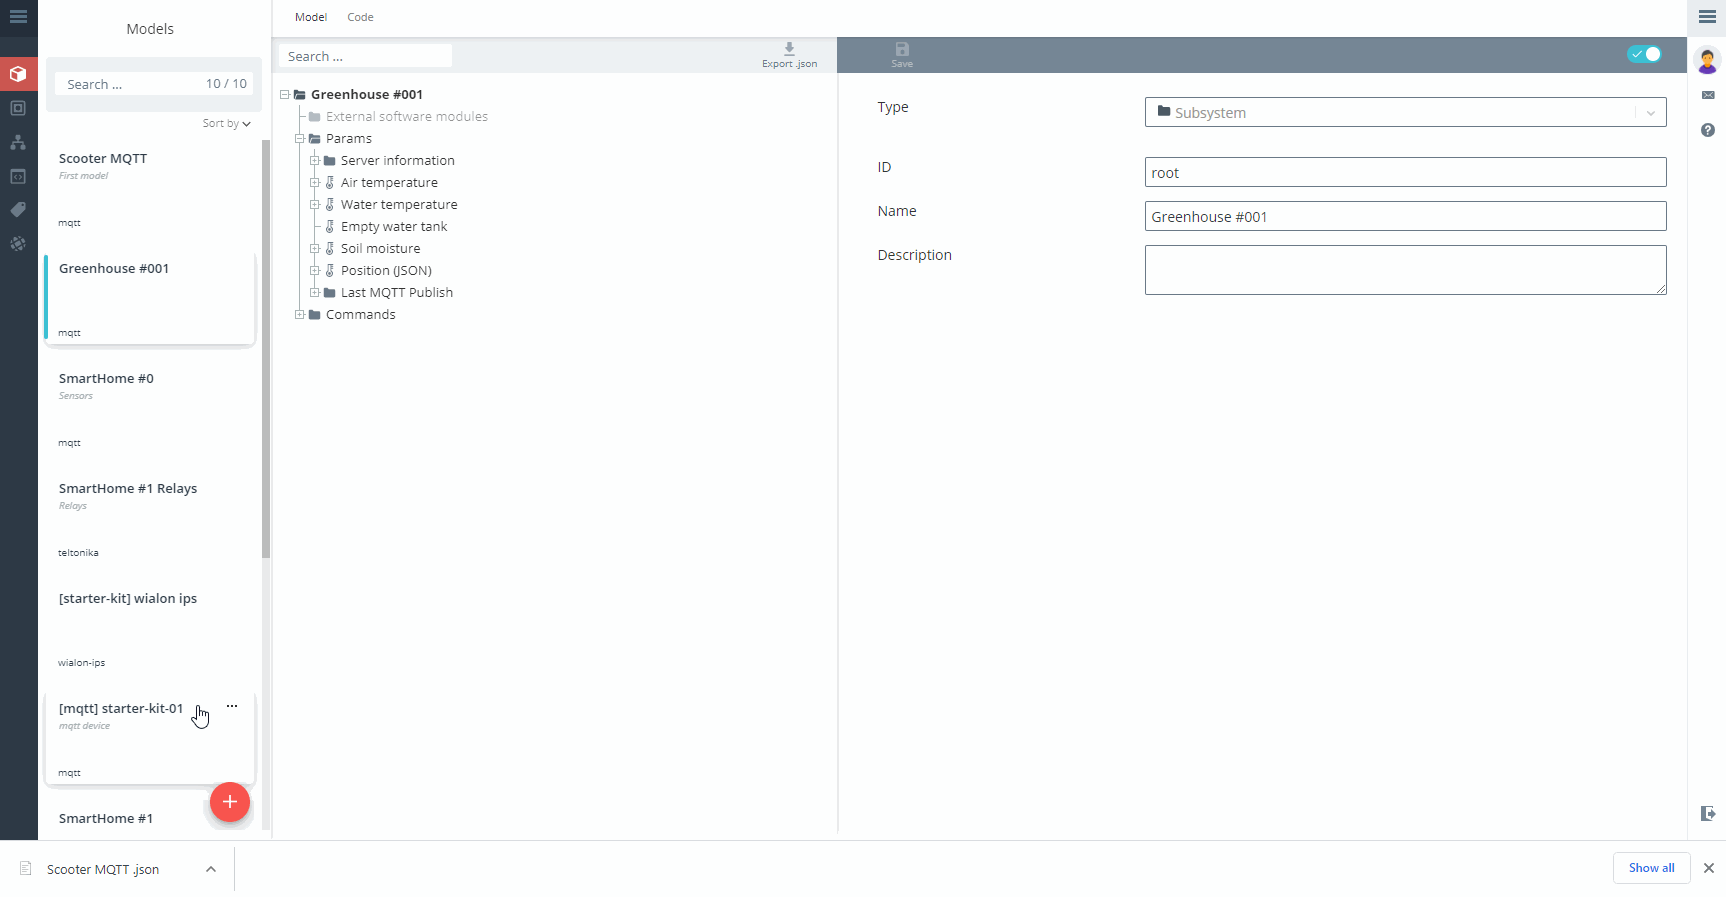 Models
Search ...
10 / 10
Sort by
Scooter MQTT
First model
mqtt
Greenhouse #001
mqtt
SmartHome #0
Sensors
mqtt
SmartHome #1 Relays
Relays
teltonika
[starter-kit] wialon ips
wialon-ips
[mqtt] starter-kit-01
...
mqtt device
mqtt
SmartHome #1
+
Model
Code
Search ...
Export .json
Greenhouse #001
External software modules
Params
Server information
Air temperature
Water temperature
Empty water tank
Soil moisture
Position (JSON)
Last MQTT Publish
Commands
Save
Type
Subsystem
ID
root
Name
Greenhouse #001
Description
Scooter MQTT .json
Show all